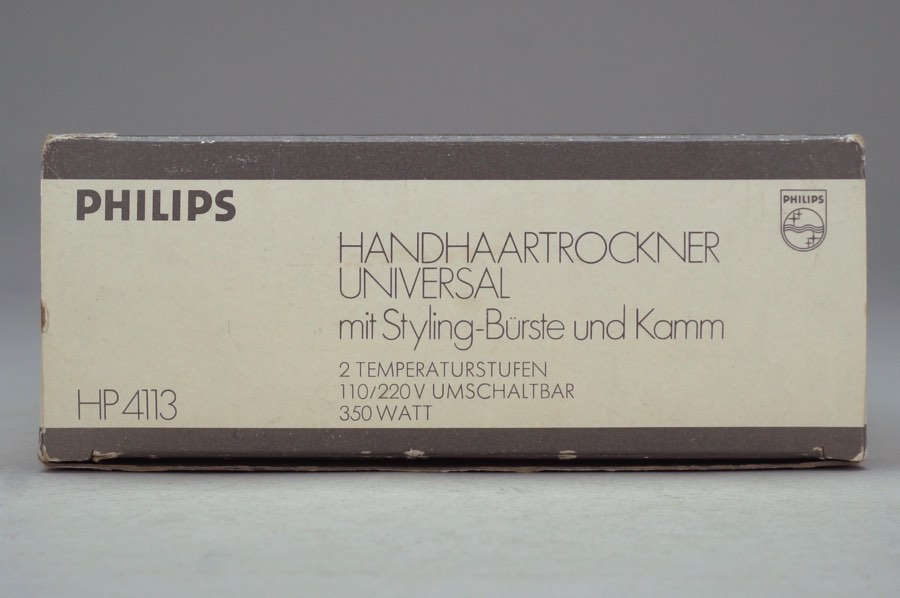 PHILIPS
PHILIPS
HANDHAARTROCKNER
UNIVERSAL
mit Styling-Bürste und Kamm
2 TEMPERATURSTUFEN
110/220 V UMSCHALTBAR
350 WATT
HP 4113